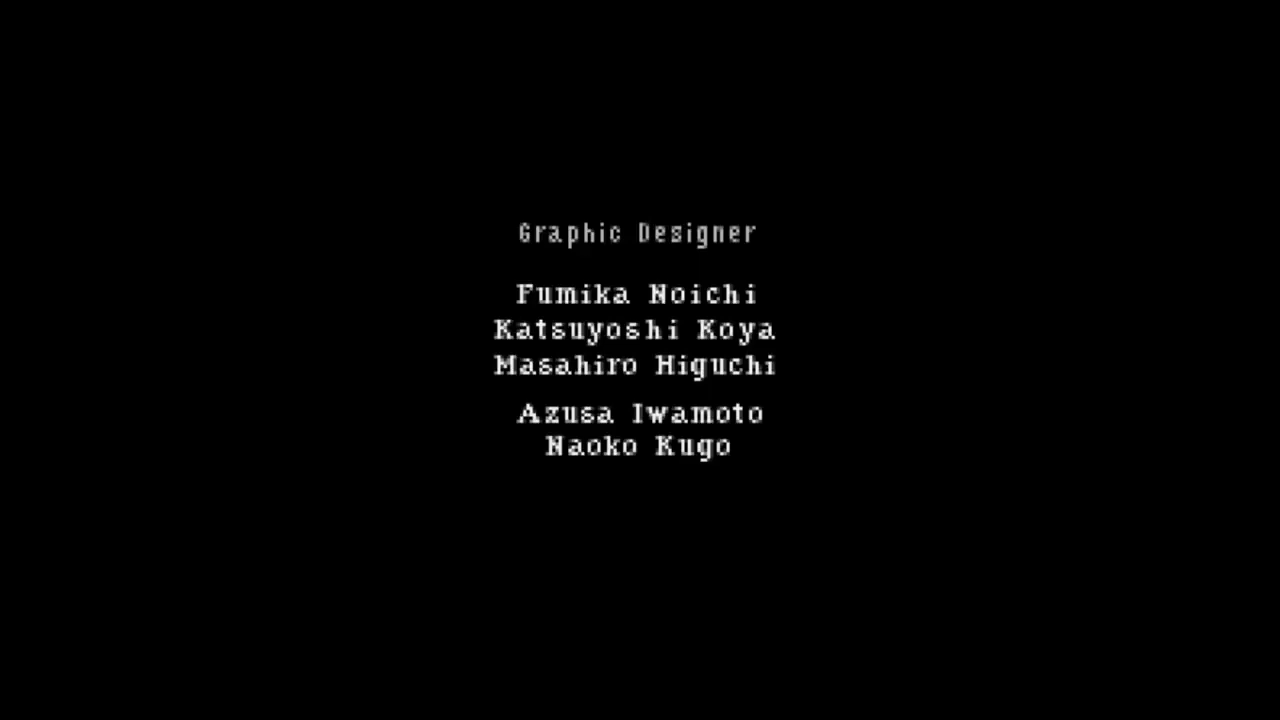 Graphic Designer
Fumika Noichi
Katsuyoshi Koya
Masahiro Higuchi
Azusa Iwamoto
Naoko Kugo